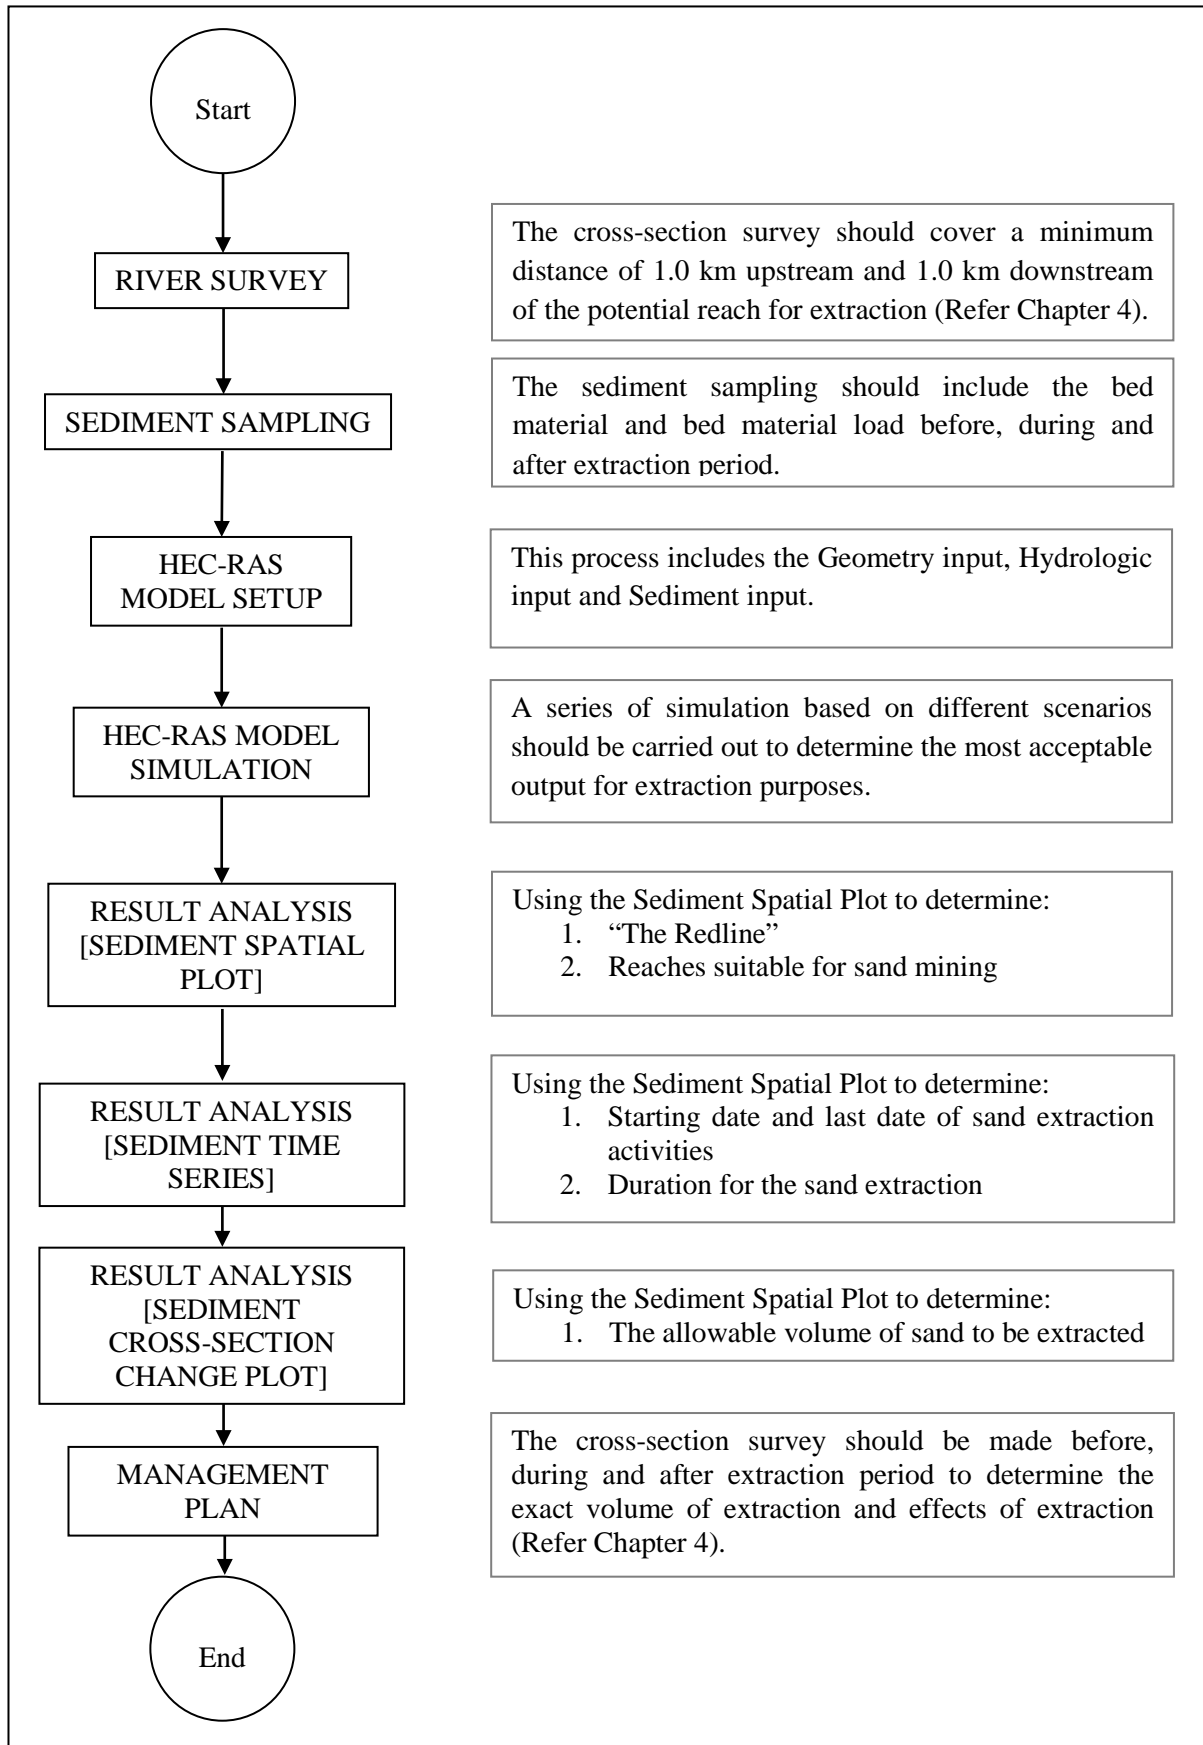 Start
RIVER SURVEY
The cross-section survey should cover a minimum
distance of 1.0 km upstream and 1.0 km downstream
of the potential reach for extraction (Refer Chapter 4).
SEDIMENT SAMPLING
The sediment sampling should include the bed
material and bed material load before, during and
after extraction period.
HEC-RAS
MODEL SETUP
This process includes the Geometry input, Hydrologic
input and Sediment input.
HEC-RAS MODEL
SIMULATION
A series of simulation based on different scenarios
should be carried out to determine the most acceptable
output for extraction purposes.
RESULT ANALYSIS
[SEDIMENT SPATIAL
PLOT]
Using the Sediment Spatial Plot to determine:
1. “The Redline”
2. Reaches suitable for sand mining
RESULT ANALYSIS
[SEDIMENT TIME
SERIES]
Using the Sediment Spatial Plot to determine:
1. Starting date and last date of sand extraction
activities
2. Duration for the sand extraction
RESULT ANALYSIS
[SEDIMENT
CROSS-SECTION
CHANGE PLOT]
Using the Sediment Spatial Plot to determine:
1. The allowable volume of sand to be extracted
MANAGEMENT
PLAN
The cross-section survey should be made before,
during and after extraction period to determine the
exact volume of extraction and effects of extraction
(Refer Chapter 4).
End